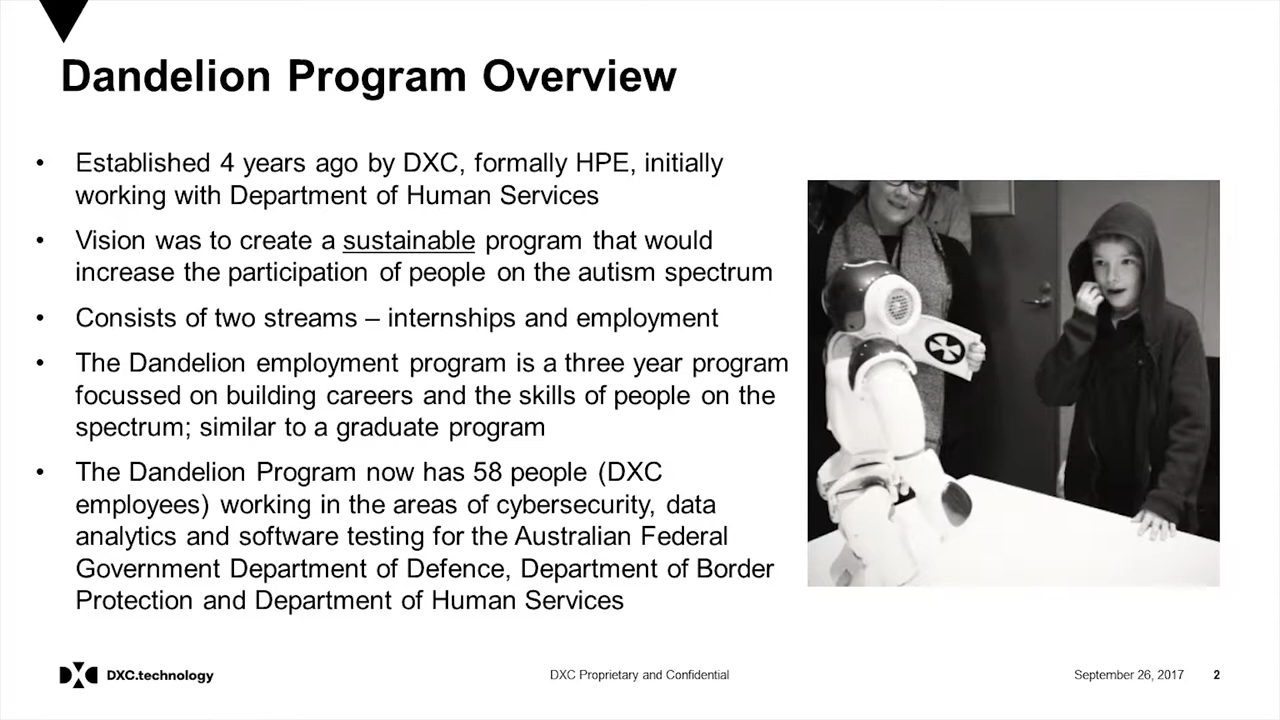 Dandelion Program Overview
• Established 4 years ago by DXC, formally HPE, initially
working with Department of Human Services
• Vision was to create a sustainable program that would
increase the participation of people on the autism spectrum
• Consists of two streams – internships and employment
• The Dandelion employment program is a three year program
focussed on building careers and the skills of people on the
spectrum; similar to a graduate program
• The Dandelion Program now has 58 people (DXC
employees) working in the areas of cybersecurity, data
analytics and software testing for the Australian Federal
Government Department of Defence, Department of Border
Protection and Department of Human Services
DXC.technology
DXC Proprietary and Confidential
September 26, 2017
2